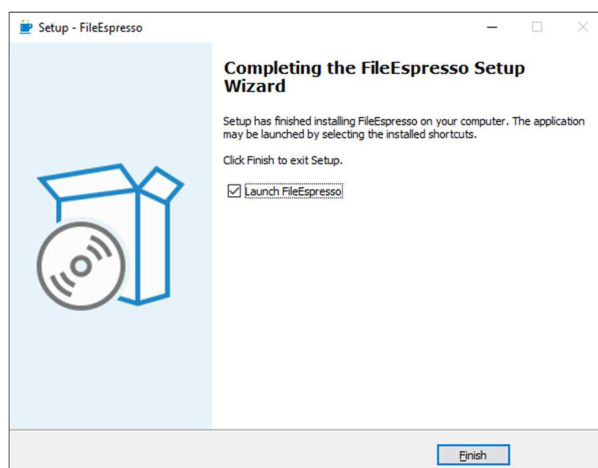 Setup - FileEspresso
Completing the FileEspresso Setup
Wizard
Setup has finished installing FileEspresso on your computer. The application
may be launched by selecting the installed shortcuts.
Click Finish to exit Setup.
Launch FileEspresso
Finish